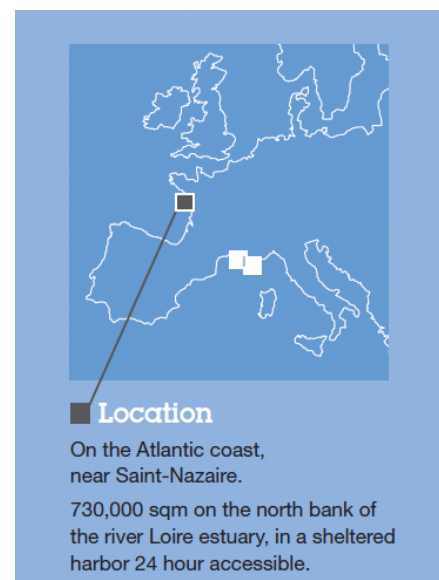 Location
On the Atlantic coast,
near Saint-Nazaire.
730,000 sqm on the north bank of
the river Loire estuary, in a sheltered
harbor 24 hour accessible.